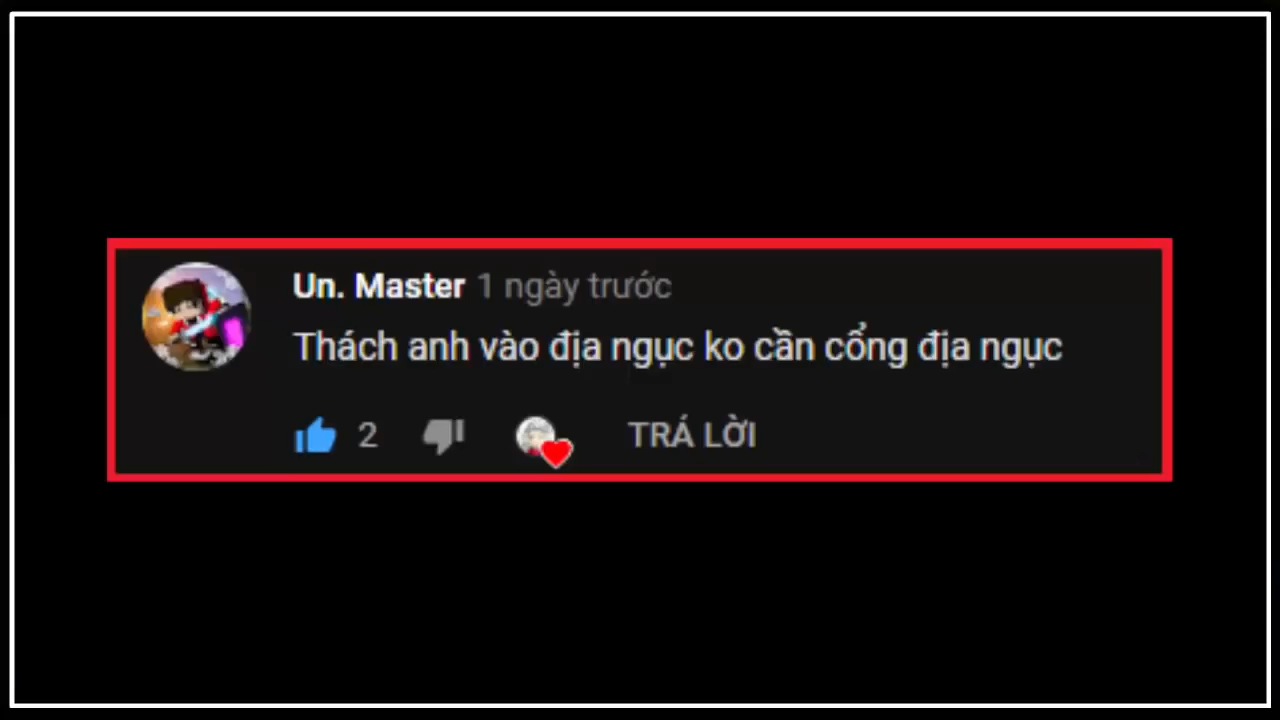 Un. Master 1 ngày trước
Thách anh vào địa ngục ko cần cổng địa ngục
2 TRẢ LỜI